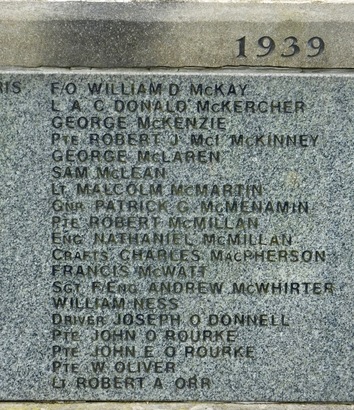 1939
RIS
F/O WILLIAM D McKAY
L A C DONALD McKERCHER
GEORGE McKENZIE
PTE ROBERT J McI McKINNEY
GEORGE McLAREN
SAM McLEAN
LT MALCOLM McMARTIN
GNR PATRICK G McMENAMIN
PTE ROBERT McMILLAN
ENG NATHANIEL McMILLAN
CRAFTS CHARLES MACPHERSON
FRANCIS McWATT
SGT F/ENG ANDREW McWHIRTER
WILLIAM NESS
DRIVER JOSEPH O'DONNELL
PTE JOHN O'ROURKE
PTE JOHN E O'ROURKE
PTE W OLIVER
LT ROBERT A ORR